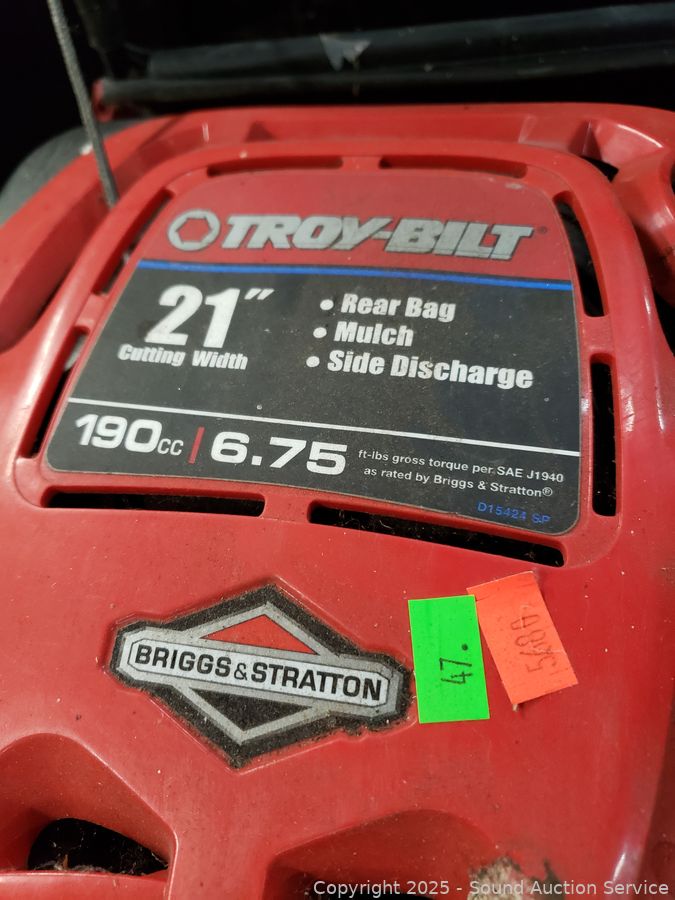 TROY-BILT®
21"
Cutting Width
• Rear Bag
• Mulch
• Side Discharge
190cc | 6.75
ft-lbs gross torque per SAE J1940
as rated by Briggs & Stratton®
D15424 SP
BRIGGS & STRATTON
47.
5680.
Copyright © 2025 - Sound Auction Service